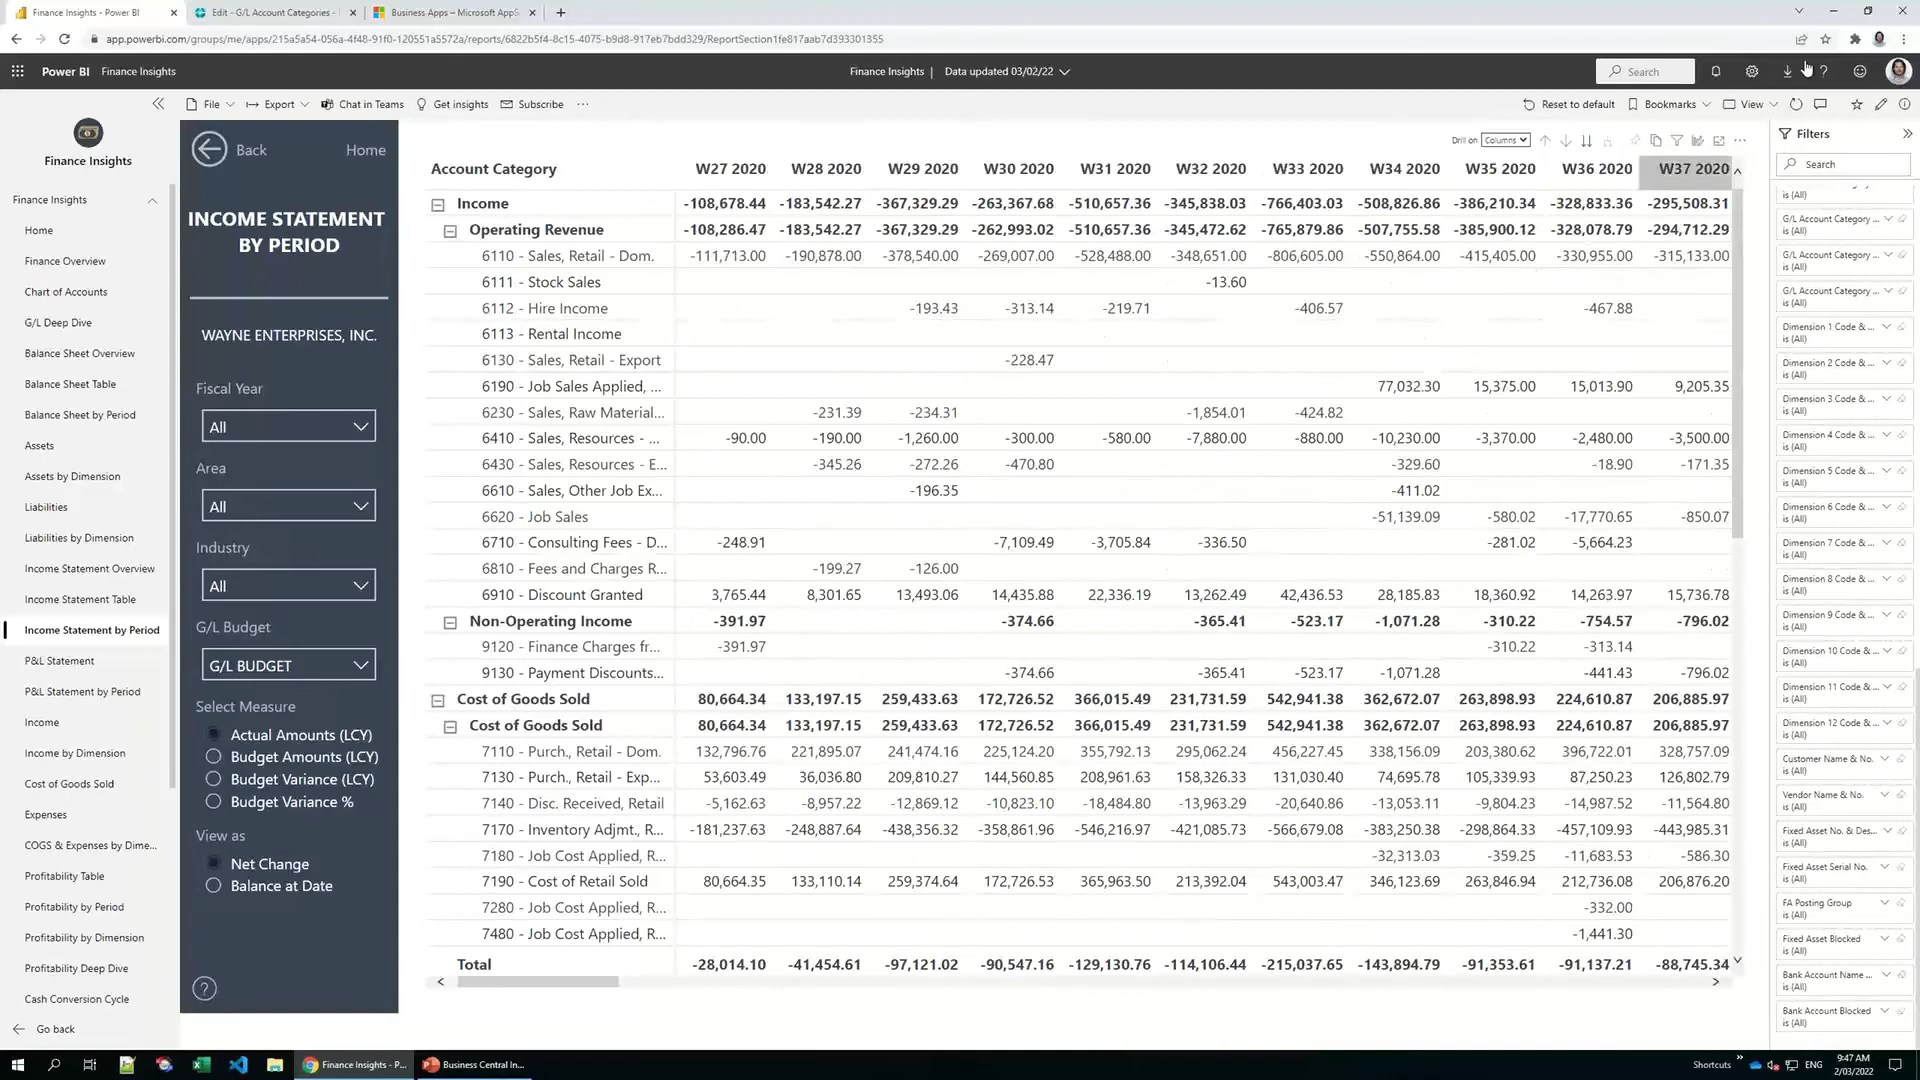 Finance Insights - Power BI
Edit - G/L Account Categories -
Business Apps – Microsoft AppS
app.powerbi.com/groups/me/apps/215a5a54-056a-4f48-91f0-120551a5572a/reports/6822b5f4-8c15-4075-b9d8-917eb7bdd329/ReportSection1fe817aab7d393301355
Power BI Finance Insights
Finance Insights | Data updated 03/02/22
Search
File Export Chat in Teams Get insights Subscribe ···
Reset to default Bookmarks View
Finance Insights
Finance Insights
Home
Finance Overview
Chart of Accounts
G/L Deep Dive
Balance Sheet Overview
Balance Sheet Table
Balance Sheet by Period
Assets
Assets by Dimension
Liabilities
Liabilities by Dimension
Income Statement Overview
Income Statement Table
Income Statement by Period
P&L Statement
P&L Statement by Period
Income
Income by Dimension
Cost of Goods Sold
Expenses
COGS & Expenses by Dime...
Profitability Table
Profitability by Period
Profitability by Dimension
Profitability Deep Dive
Cash Conversion Cycle
Go back
Back Home
INCOME STATEMENT
BY PERIOD
WAYNE ENTERPRISES, INC.
Fiscal Year
All
Area
All
Industry
All
G/L Budget
G/L BUDGET
Select Measure
Actual Amounts (LCY)
Budget Amounts (LCY)
Budget Variance (LCY)
Budget Variance %
View as
Net Change
Balance at Date
?
Drill on Columns
Account Category W27 2020 W28 2020 W29 2020 W30 2020 W31 2020 W32 2020 W33 2020 W34 2020 W35 2020 W36 2020 W37 2020
Income -108,678.44 -183,542.27 -367,329.29 -263,367.68 -510,657.36 -345,838.03 -766,403.03 -508,826.86 -386,210.34 -328,833.36 -295,508.31
Operating Revenue -108,286.47 -183,542.27 -367,329.29 -262,993.02 -510,657.36 -345,472.62 -765,879.86 -507,755.58 -385,900.12 -328,078.79 -294,712.29
6110 - Sales, Retail - Dom. -111,713.00 -190,878.00 -378,540.00 -269,007.00 -528,488.00 -348,651.00 -806,605.00 -550,864.00 -415,405.00 -330,955.00 -315,133.00
6111 - Stock Sales -13.60
6112 - Hire Income -193.43 -313.14 -219.71 -406.57 -467.88
6113 - Rental Income
6130 - Sales, Retail - Export -228.47
6190 - Job Sales Applied, ... 77,032.30 15,375.00 15,013.90 9,205.35
6230 - Sales, Raw Material... -231.39 -234.31 -1,854.01 -424.82
6410 - Sales, Resources - ... -90.00 -190.00 -1,260.00 -300.00 -580.00 -7,880.00 -880.00 -10,230.00 -3,370.00 -2,480.00 -3,500.00
6430 - Sales, Resources - E... -345.26 -272.26 -470.80 -329.60 -18.90 -171.35
6610 - Sales, Other Job Ex... -196.35 -411.02
6620 - Job Sales -51,139.09 -580.02 -17,770.65 -850.07
6710 - Consulting Fees - D... -248.91 -7,109.49 -3,705.84 -336.50 -281.02 -5,664.23
6810 - Fees and Charges R... -199.27 -126.00
6910 - Discount Granted 3,765.44 8,301.65 13,493.06 14,435.88 22,336.19 13,262.49 42,436.53 28,185.83 18,360.92 14,263.97 15,736.78
Non-Operating Income -391.97 -374.66 -365.41 -523.17 -1,071.28 -310.22 -754.57 -796.02
9120 - Finance Charges fr... -391.97 -310.22 -313.14
9130 - Payment Discounts... -374.66 -365.41 -523.17 -1,071.28 -441.43 -796.02
Cost of Goods Sold 80,664.34 133,197.15 259,433.63 172,726.52 366,015.49 231,731.59 542,941.38 362,672.07 263,898.93 224,610.87 206,885.97
Cost of Goods Sold 80,664.34 133,197.15 259,433.63 172,726.52 366,015.49 231,731.59 542,941.38 362,672.07 263,898.93 224,610.87 206,885.97
7110 - Purch., Retail - Dom. 132,796.76 221,895.07 241,474.16 225,124.20 355,792.13 295,062.24 456,227.45 338,156.09 203,380.62 396,722.01 328,757.09
7130 - Purch., Retail - Exp... 53,603.49 36,036.80 209,810.27 144,560.85 208,961.63 158,326.33 131,030.40 74,695.78 105,339.93 87,250.23 126,802.79
7140 - Disc. Received, Retail -5,162.63 -8,957.22 -12,869.12 -10,823.10 -18,484.80 -13,963.29 -20,640.86 -13,053.11 -9,804.23 -14,987.52 -11,564.80
7170 - Inventory Adjmt., R... -181,237.63 -248,887.64 -438,356.32 -358,861.96 -546,216.97 -421,085.73 -566,679.08 -383,250.38 -298,864.33 -457,109.93 -443,985.31
7180 - Job Cost Applied, R... -32,313.03 -359.25 -11,683.53 -586.30
7190 - Cost of Retail Sold 80,664.35 133,110.14 259,374.64 172,726.53 365,963.50 213,392.04 543,003.47 346,123.69 263,846.94 212,736.08 206,876.20
7280 - Job Cost Applied, R... -332.00
7480 - Job Cost Applied, R... -1,441.30
Total -28,014.10 -41,454.61 -97,121.02 -90,547.16 -129,130.76 -114,106.44 -215,037.65 -143,894.79 -91,353.61 -91,137.21 -88,745.34
Filters
Search
is (All)
G/L Account Category ...
is (All)
G/L Account Category ...
is (All)
G/L Account Category ...
is (All)
Dimension 1 Code & ...
is (All)
Dimension 2 Code & ...
is (All)
Dimension 3 Code & ...
is (All)
Dimension 4 Code & ...
is (All)
Dimension 5 Code & ...
is (All)
Dimension 6 Code & ...
is (All)
Dimension 7 Code & ...
is (All)
Dimension 8 Code & ...
is (All)
Dimension 9 Code & ...
is (All)
Dimension 10 Code & ...
is (All)
Dimension 11 Code & ...
is (All)
Dimension 12 Code & ...
is (All)
Customer Name & No.
is (All)
Vendor Name & No.
is (All)
Fixed Asset No. & Des...
is (All)
Fixed Asset Serial No.
is (All)
FA Posting Group
is (All)
Fixed Asset Blocked
is (All)
Bank Account Name ...
is (All)
Bank Account Blocked
is (All)
Finance Insights - P...
Business Central In...
Shortcuts
ENG
9:47 AM
2/03/2022